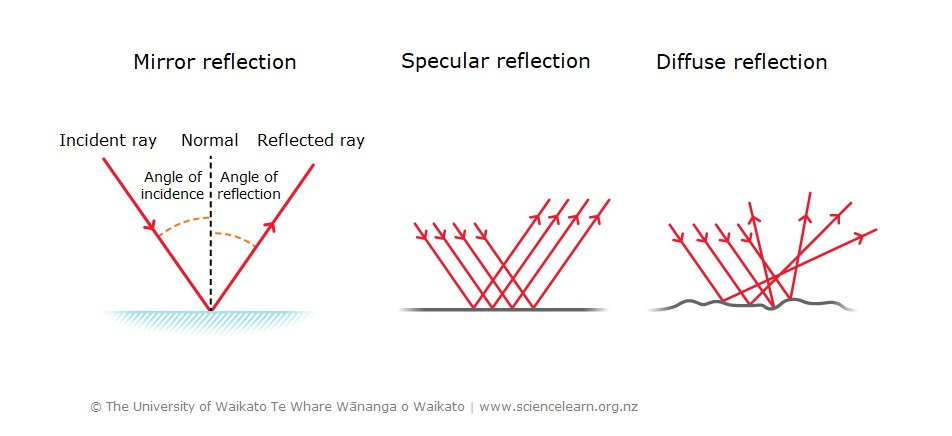 Mirror reflection
Specular reflection
Diffuse reflection
Incident ray
Normal
Reflected ray
Angle of
incidence
Angle of
reflection
© The University of Waikato Te Whare Wānanga o Waikato | www.sciencelearn.org.nz